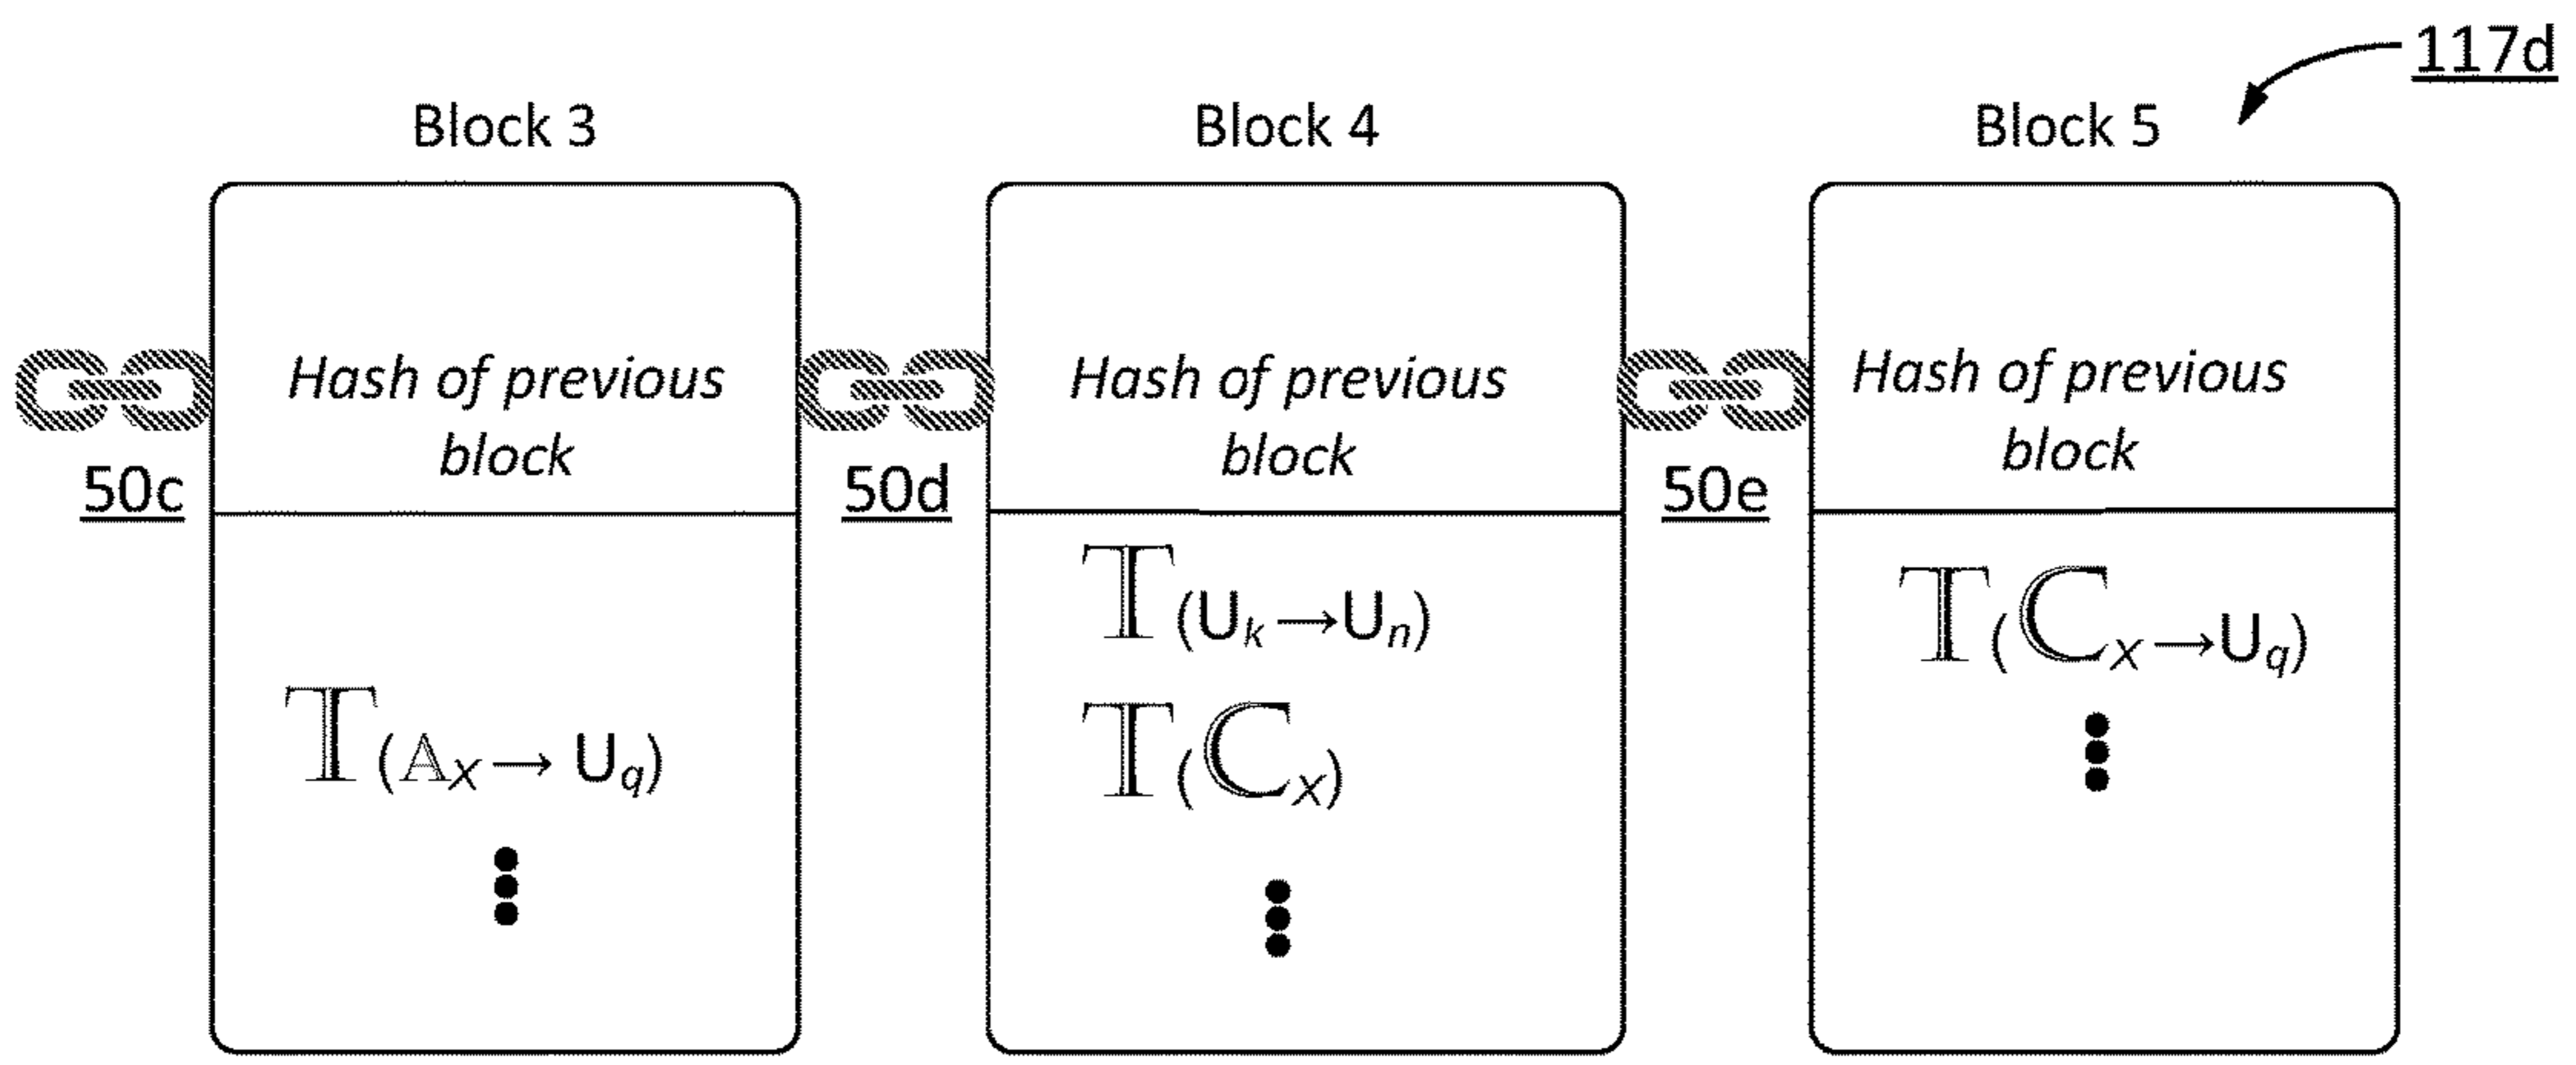 117d
Block 3
Block 4
Block 5
Hash of previous
block
Hash of previous
block
Hash of previous
block
50c
50d
50e
𝕋(𝔸X → Uq)
𝕋(Uk → Un)
𝕋(ℂX)
𝕋(ℂX → Uq)